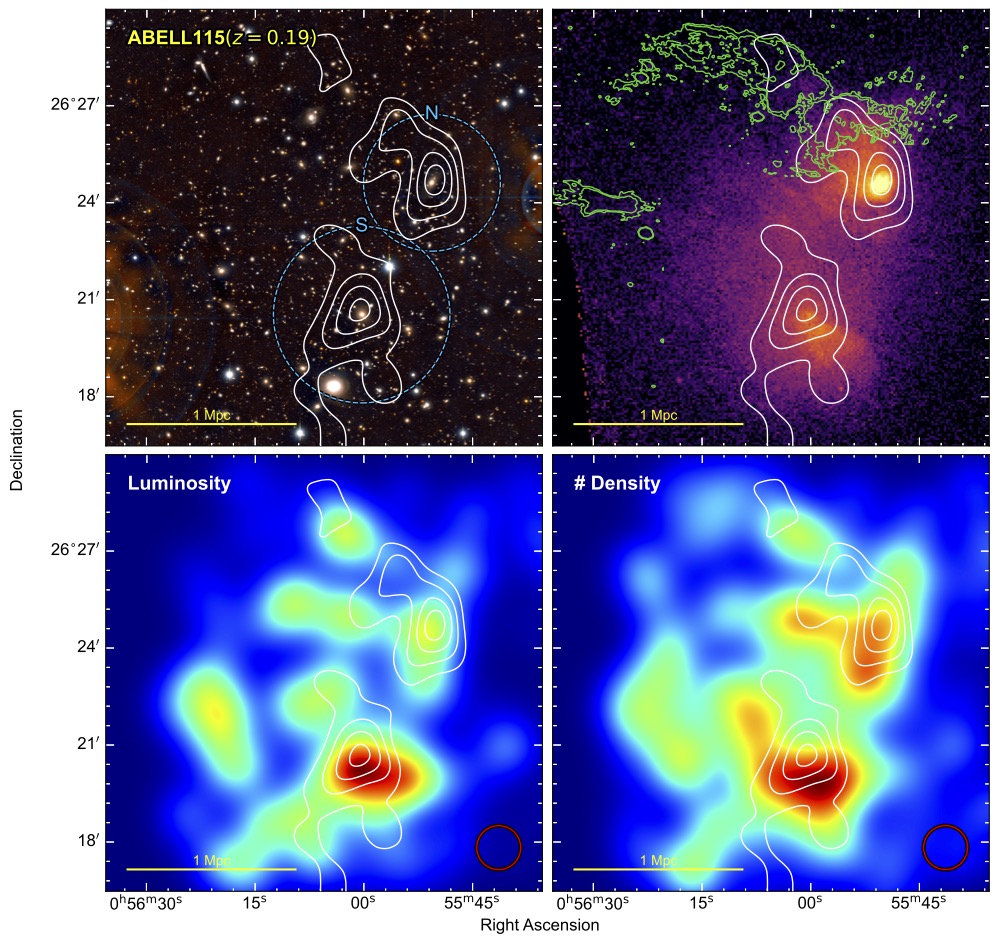 ABELL115(z = 0.19)
N
S
1 Mpc
1 Mpc
26°27′
24′
21′
18′
Declination
Luminosity
# Density
1 Mpc
1 Mpc
26°27′
24′
21′
18′
0ʰ56ᵐ30ˢ 15ˢ 00ˢ 55ᵐ45ˢ 0ʰ56ᵐ30ˢ 15ˢ 00ˢ 55ᵐ45ˢ
Right Ascension